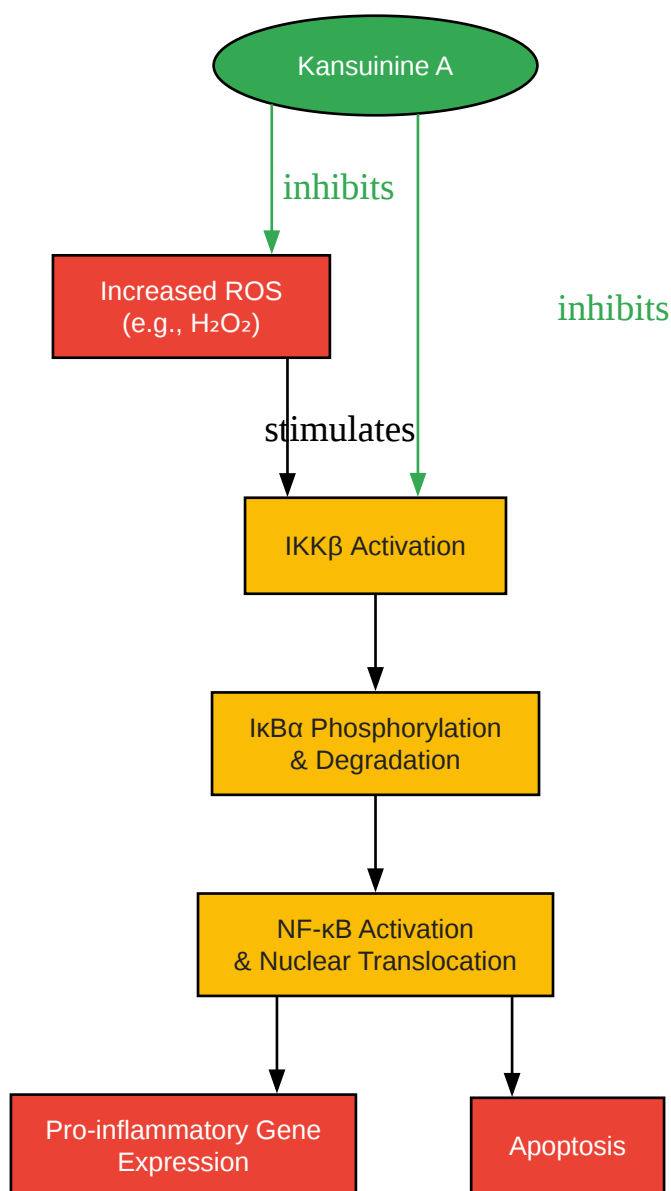 Kansuinine A
inhibits
Increased ROS
(e.g., H₂O₂)
inhibits
stimulates
IKKβ Activation
IκBα Phosphorylation
& Degradation
NF-κB Activation
& Nuclear Translocation
Pro-inflammatory Gene
Expression
Apoptosis